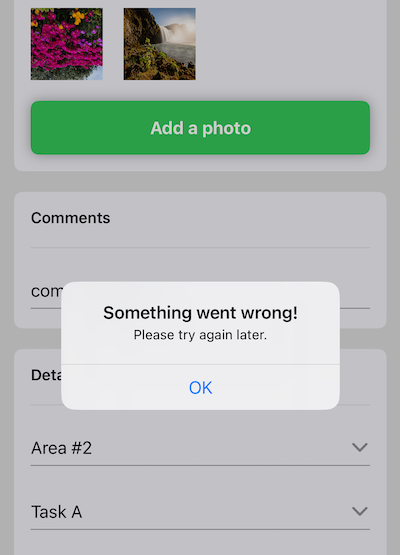 Add a photo
Comments
com
Something went wrong!
Please try again later.
OK
Deta
Area #2
Task A